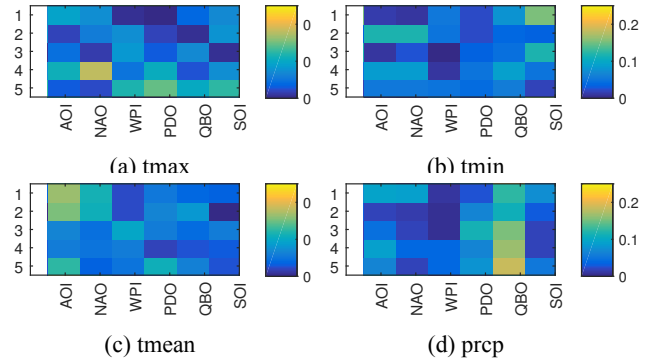 1
2
3
4
5
AOI
NAO
WPI
PDO
QBO
SOI
0
0
(a) tmax
1
2
3
4
5
AOI
NAO
WPI
PDO
QBO
SOI
0.2
0.1
0
(b) tmin
1
2
3
4
5
AOI
NAO
WPI
PDO
QBO
SOI
0
0
(c) tmean
1
2
3
4
5
AOI
NAO
WPI
PDO
QBO
SOI
0.2
0.1
0
(d) prcp